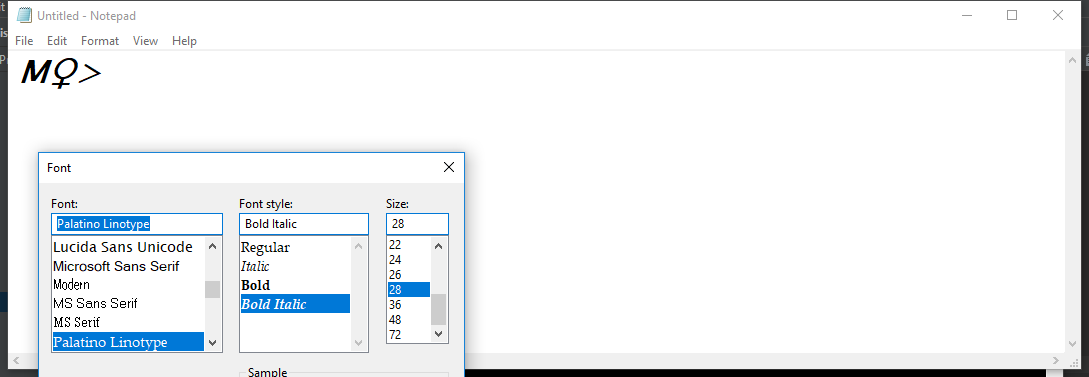 Untitled - Notepad
File Edit Format View Help
M♀>
Font
Font: Font style: Size:
Palatino Linotype Bold Italic 28
Lucida Sans Unicode Regular 22
Microsoft Sans Serif Italic 24
Modern Bold 26
MS Sans Serif Bold Italic 28
MS Serif 36
Palatino Linotype 48
72
Sample